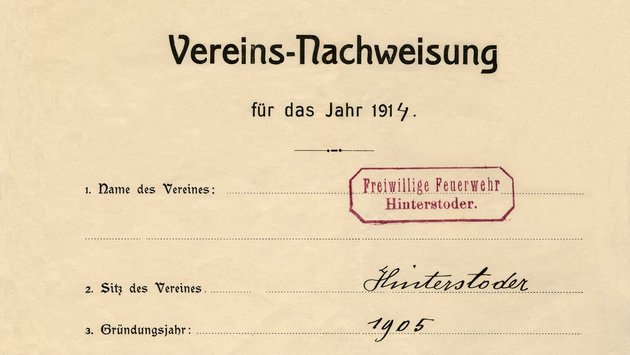 Vereins-Nachweisung
für das Jahr 1914.
1. Name des Vereines:
Freiwillige Feuerwehr
Hinterstoder.
2. Sitz des Vereines Hinterstoder
3. Gründungsjahr: 1905